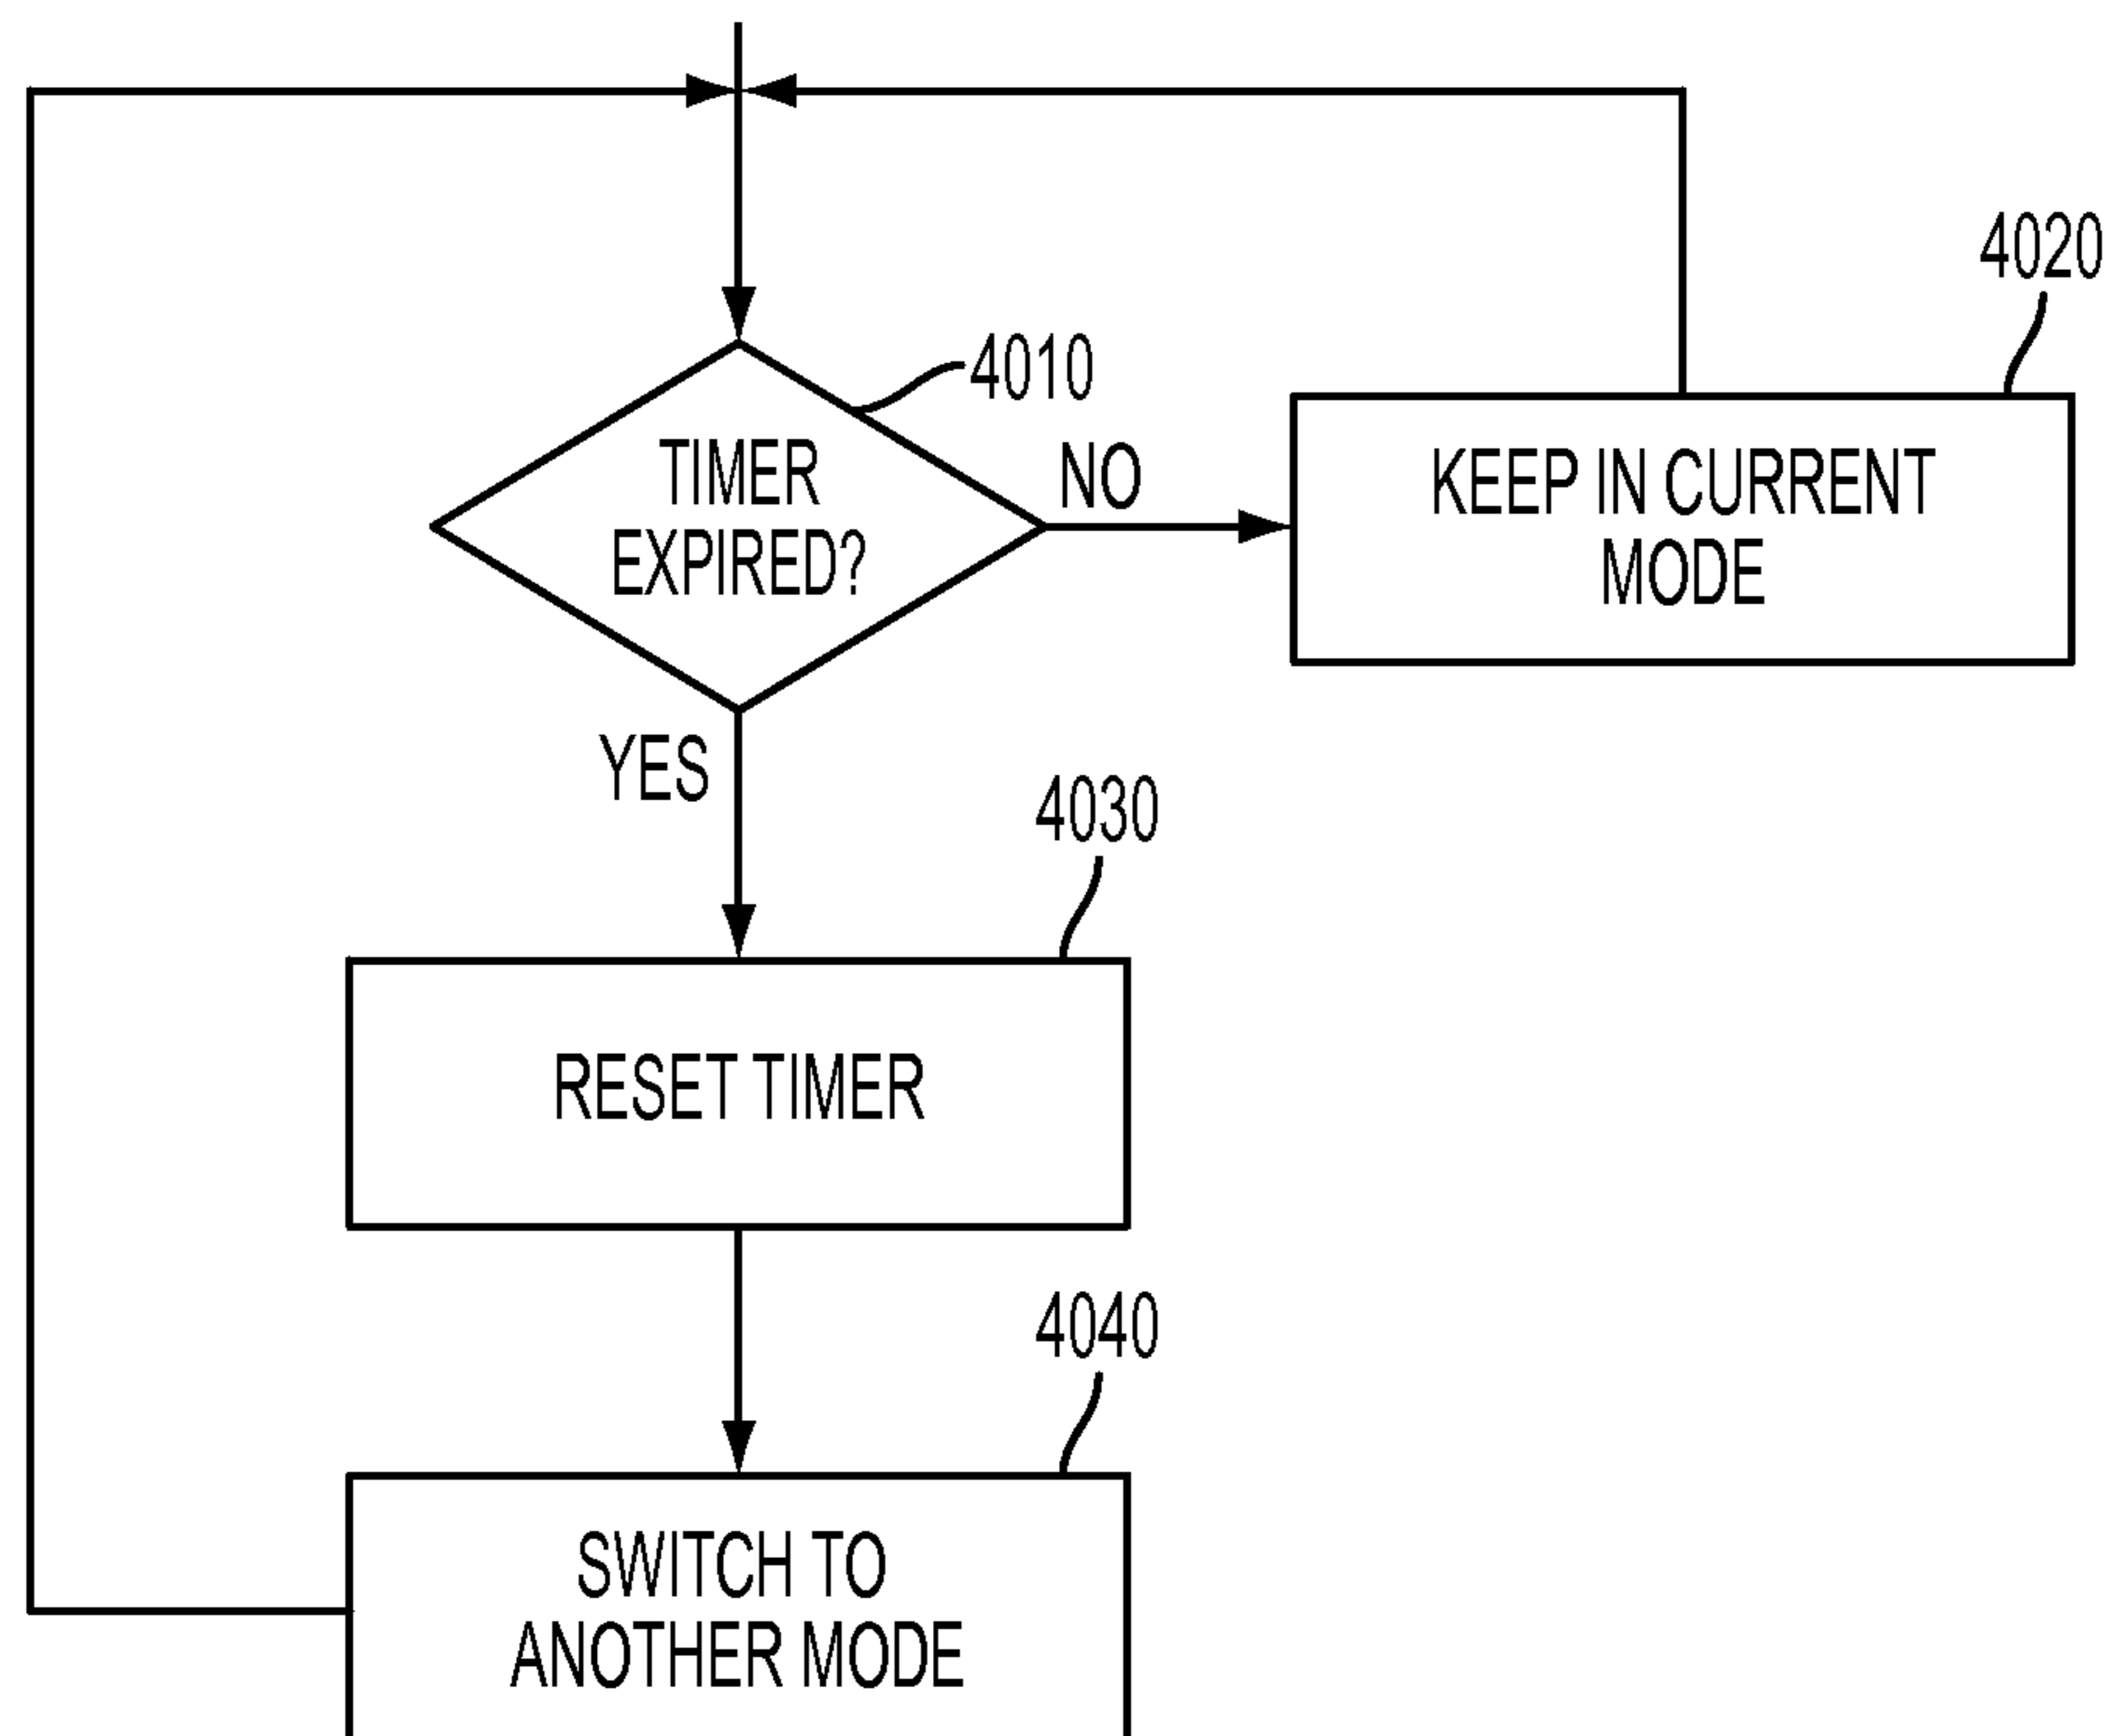 4020
4010
TIMER
EXPIRED?
NO
KEEP IN CURRENT
MODE
YES
4030
RESET TIMER
4040
SWITCH TO
ANOTHER MODE